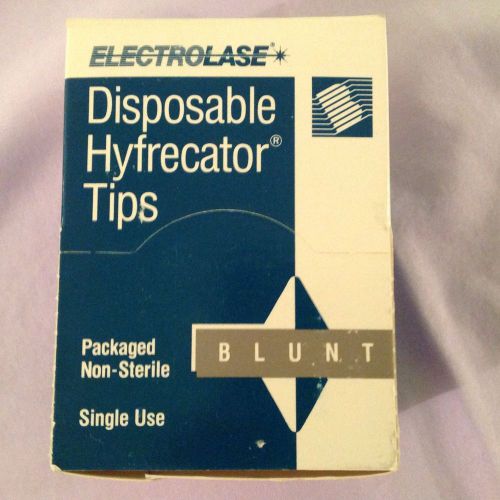 ELECTROLASE®
Disposable
Hyfrecator®
Tips
BLUNT
Packaged
Non-Sterile
Single Use